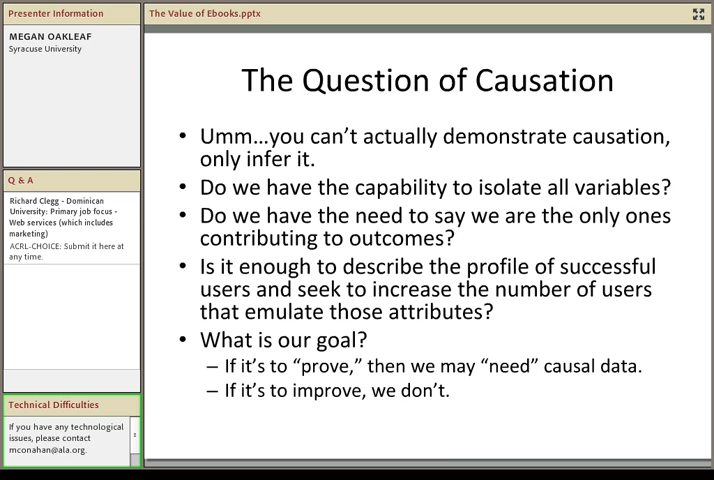 Presenter Information
MEGAN OAKLEAF
Syracuse University
Q & A
Richard Clegg - Dominican
University: Primary job focus -
Web services (which includes
marketing)
ACRL-CHOICE: Submit it here at
any time.
Technical Difficulties
If you have any technological
issues, please contact
mconahan@ala.org.
The Value of Ebooks.pptx
The Question of Causation
• Umm...you can't actually demonstrate causation,
only infer it.
• Do we have the capability to isolate all variables?
• Do we have the need to say we are the only ones
contributing to outcomes?
• Is it enough to describe the profile of successful
users and seek to increase the number of users
that emulate those attributes?
• What is our goal?
– If it's to "prove," then we may "need" causal data.
– If it's to improve, we don't.